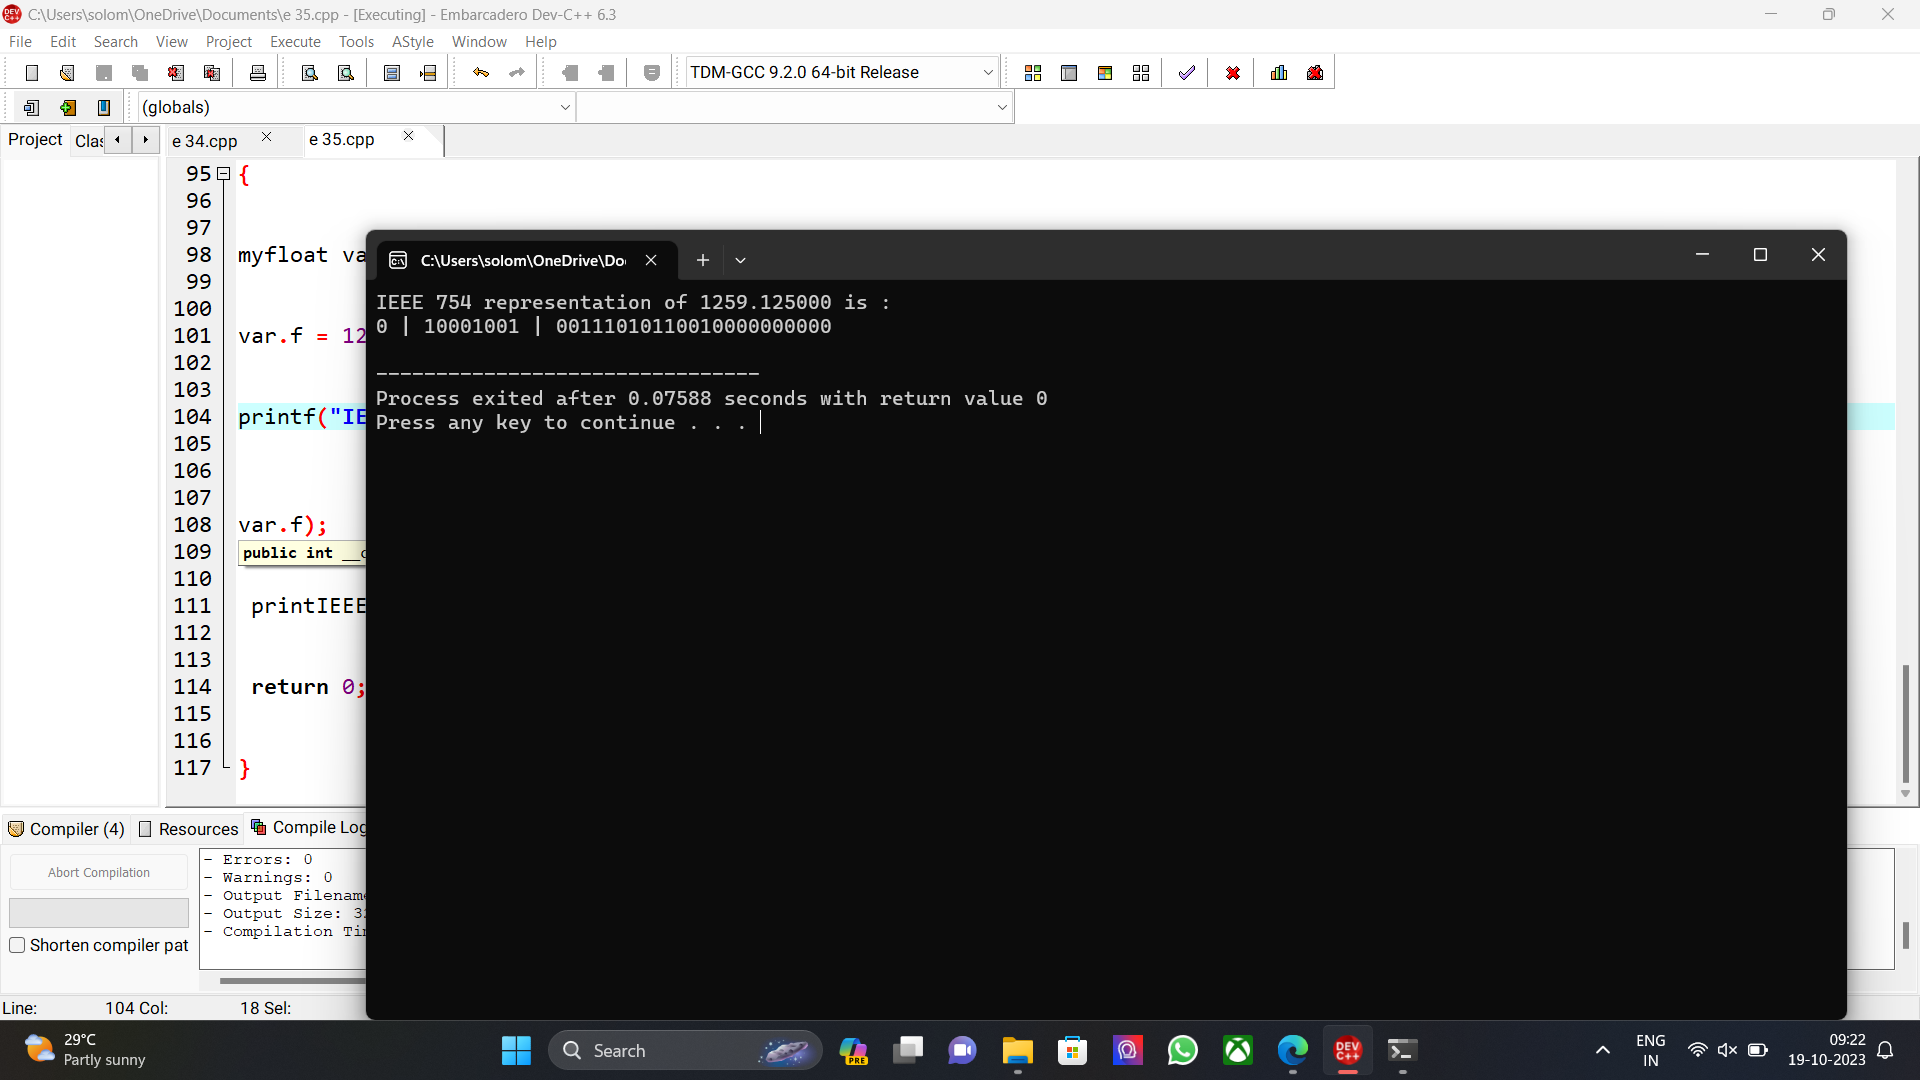 C:\Users\solom\OneDrive\Documents\e 35.cpp - [Executing] - Embarcadero Dev-C++ 6.3
File Edit Search View Project Execute Tools AStyle Window Help
TDM-GCC 9.2.0 64-bit Release
(globals)
Project Clas e 34.cpp e 35.cpp
95 {
96
97
98 myfloat va
99
100
101 var.f = 12
102
103
104 printf("IE
105
106
107
108 var.f);
109 public int __c
110
111 printIEEE
112
113
114 return 0;
115
116
117 }
C:\Users\solom\OneDrive\Do
IEEE 754 representation of 1259.125000 is :
0 | 10001001 | 00111010110010000000000
--------------------------------
Process exited after 0.07588 seconds with return value 0
Press any key to continue . . .
Compiler (4) Resources Compile Log
Abort Compilation
Shorten compiler pat
- Errors: 0
- Warnings: 0
- Output Filename
- Output Size: 3
- Compilation Tim
Line: 104 Col: 18 Sel:
29°C
Partly sunny
Search
PRE
DEV C++
ENG
IN
09:22
19-10-2023